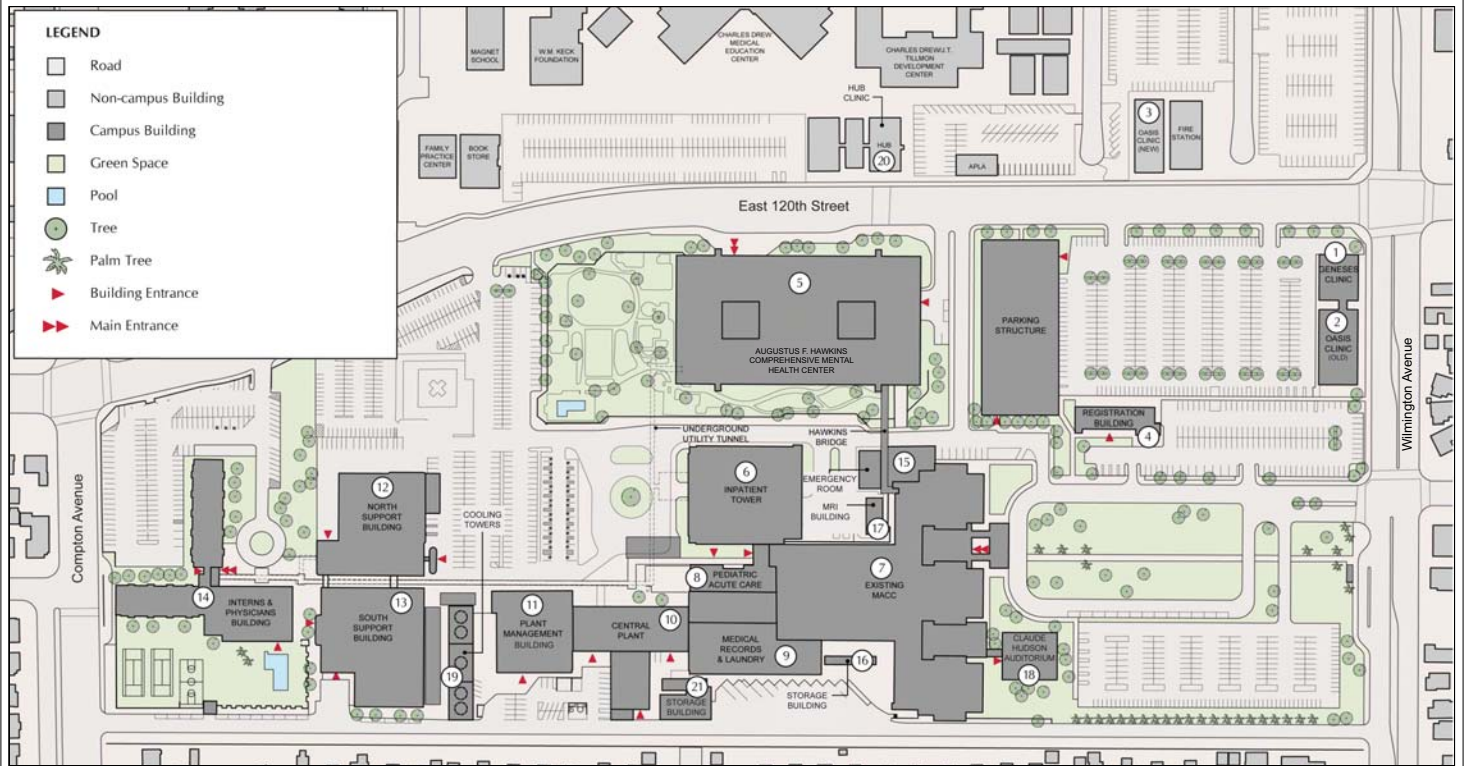 LEGEND
Road
Non-campus Building
Campus Building
Green Space
Pool
Tree
Palm Tree
Building Entrance
Main Entrance
MAGNET
SCHOOL
W.M. KECK
FOUNDATION
CHARLES DREW
MEDICAL
EDUCATION
CENTER
CHARLES DREW/J.T.
TILLMON
DEVELOPMENT
CENTER
HUB
CLINIC
FAMILY
PRACTICE
CENTER
BOOK
STORE
HUB
20
APLA
3
OASIS
CLINIC
(NEW)
FIRE
STATION
East 120th Street
5
AUGUSTUS F. HAWKINS
COMPREHENSIVE MENTAL
HEALTH CENTER
PARKING
STRUCTURE
1
GENESES
CLINIC
2
OASIS
CLINIC
(OLD)
Wilmington Avenue
REGISTRATION
BUILDING
4
UNDERGROUND
UTILITY TUNNEL
HAWKINS
BRIDGE
6
INPATIENT
TOWER
EMERGENCY
ROOM
15
MRI
BUILDING
17
Compton Avenue
12
NORTH
SUPPORT
BUILDING
COOLING
TOWERS
8
PEDIATRIC
ACUTE CARE
7
EXISTING
MACC
14
INTERNS &
PHYSICIANS
BUILDING
13
SOUTH
SUPPORT
BUILDING
11
PLANT
MANAGEMENT
BUILDING
10
CENTRAL
PLANT
MEDICAL
RECORDS
& LAUNDRY
9
16
STORAGE
BUILDING
CLAUDE
HUDSON
AUDITORIUM
18
19
21
STORAGE
BUILDING